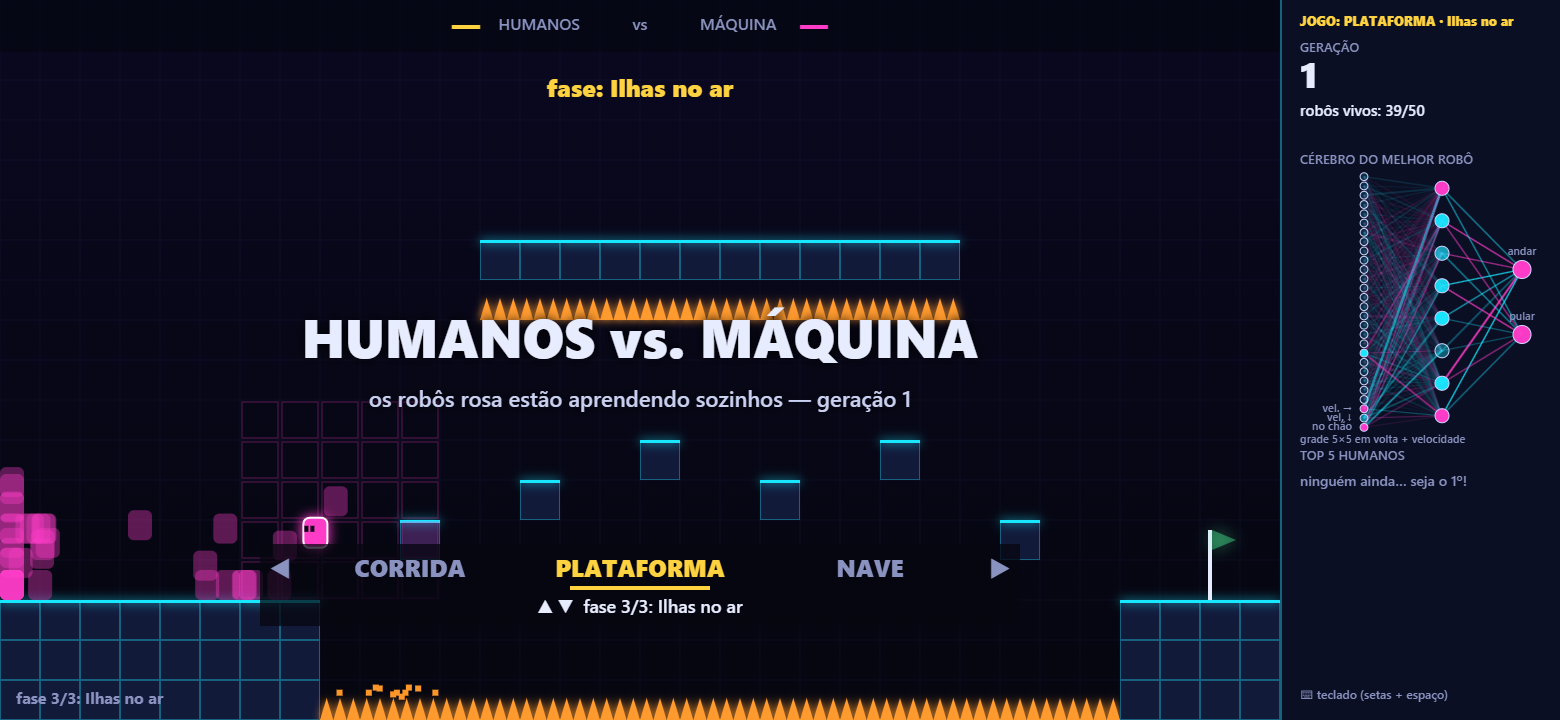 HUMANOS vs MÁQUINA
fase: Ilhas no ar
HUMANOS vs. MÁQUINA
os robôs rosa estão aprendendo sozinhos — geração 1
◀ CORRIDA PLATAFORMA NAVE ▶
▲▼ fase 3/3: Ilhas no ar
fase 3/3: Ilhas no ar
JOGO: PLATAFORMA · Ilhas no ar
GERAÇÃO
1
robôs vivos: 39/50
CÉREBRO DO MELHOR ROBÔ
andar
pular
vel. →
vel. ↓
no chão
grade 5×5 em volta + velocidade
TOP 5 HUMANOS
ninguém ainda... seja o 1º!
⌨ teclado (setas + espaço)